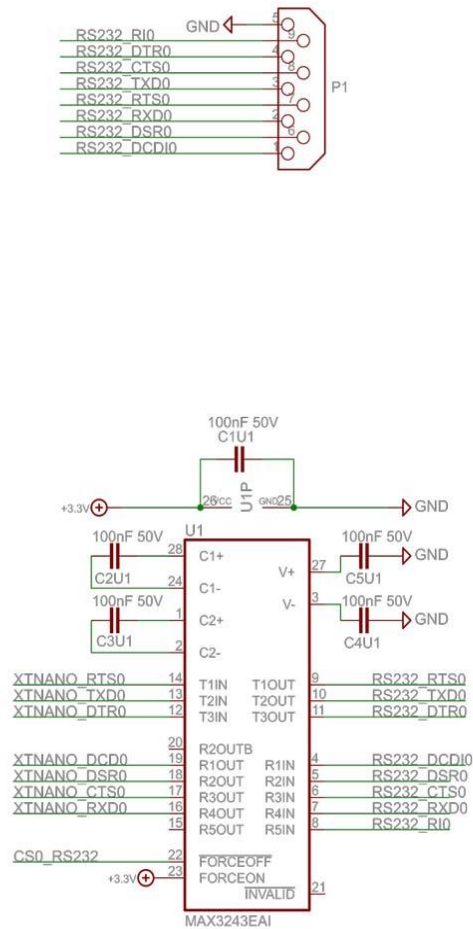 GND 5
RS232_RI0 9
RS232_DTR0 4
RS232_CTS0 8
RS232_TXD0 3
RS232_RTS0 7
RS232_RXD0 2
RS232_DSR0 6
RS232_DCDI0 1
P1
100nF 50V
C1U1
+3.3V 26 VCC U1P GND 25 GND
U1
100nF 50V 28 C1+
C2U1 24 C1-
100nF 50V 1 C2+
C3U1 2 C2-
V+ 27 100nF 50V GND
C5U1
V- 3 100nF 50V GND
C4U1
XTNANO_RTS0 14 T1IN T1OUT 9 RS232_RTS0
XTNANO_TXD0 13 T2IN T2OUT 10 RS232_TXD0
XTNANO_DTR0 12 T3IN T3OUT 11 RS232_DTR0
20 R2OUTB
XTNANO_DCD0 19 R1OUT R1IN 4 RS232_DCDI0
XTNANO_DSR0 18 R2OUT R2IN 5 RS232_DSR0
XTNANO_CTS0 17 R3OUT R3IN 6 RS232_CTS0
XTNANO_RXD0 16 R4OUT R4IN 7 RS232_RXD0
15 R5OUT R5IN 8 RS232_RI0
CS0_RS232 22 FORCEOFF
+3.3V 23 FORCEON
INVALID 21
MAX3243EAI